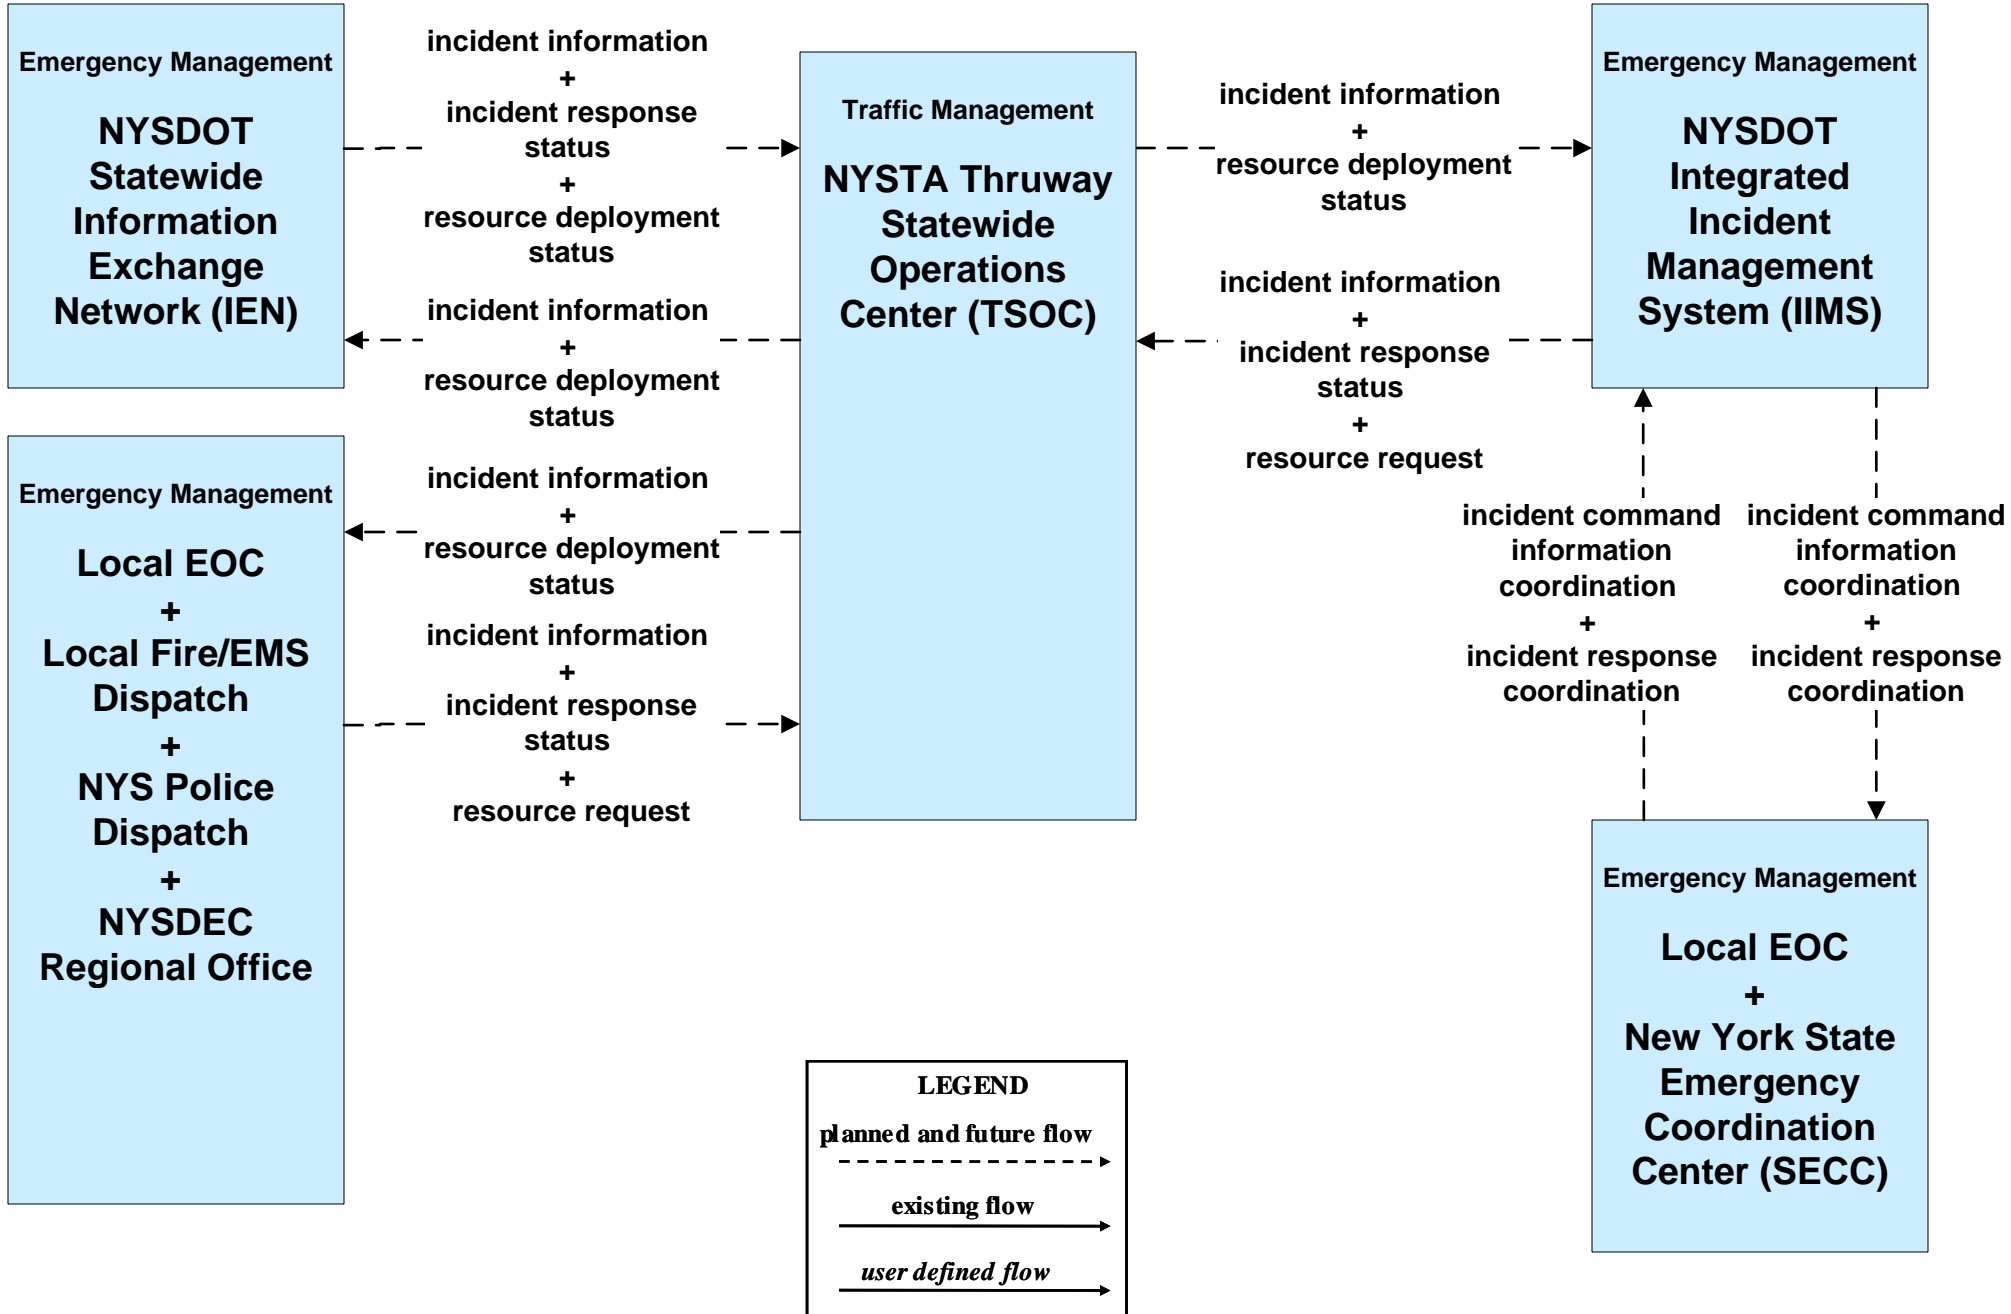 Emergency Management
NYSDOT
Statewide
Information
Exchange
Network (IEN)
incident information
+
incident response
status
+
resource deployment
status
incident information
+
resource deployment
status
Traffic Management
NYSTA Thruway
Statewide
Operations
Center (TSOC)
incident information
+
resource deployment
status
incident information
+
incident response
status
+
resource request
Emergency Management
NYSDOT
Integrated
Incident
Management
System (IIMS)
Emergency Management
Local EOC
+
Local Fire/EMS
Dispatch
+
NYS Police
Dispatch
+
NYSDEC
Regional Office
incident information
+
resource deployment
status
incident information
+
incident response
status
+
resource request
incident command
information
coordination
+
incident response
coordination
incident command
information
coordination
+
incident response
coordination
Emergency Management
Local EOC
+
New York State
Emergency
Coordination
Center (SECC)
LEGEND
planned and future flow
existing flow
user defined flow